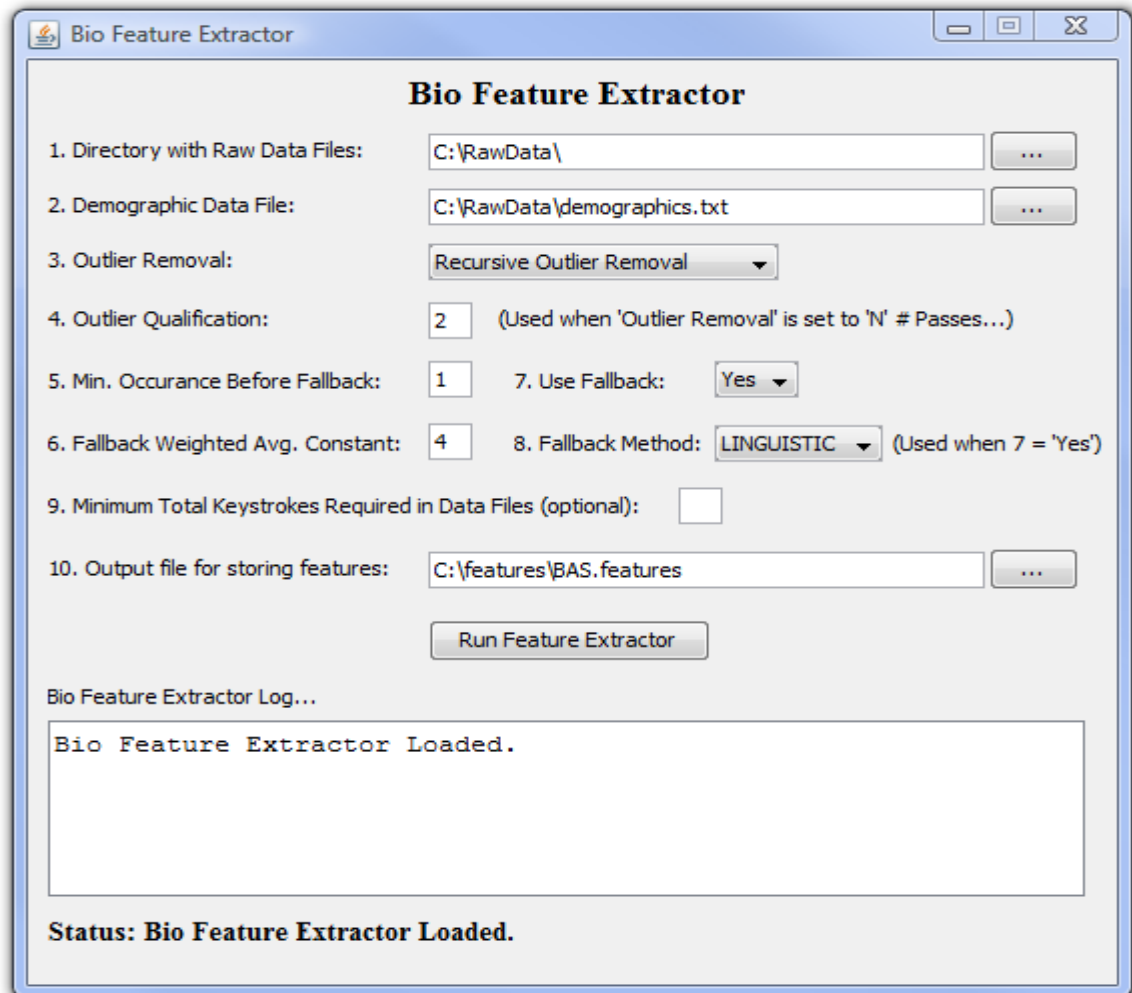 Bio Feature Extractor
Bio Feature Extractor
1. Directory with Raw Data Files: C:\RawData\ ...
2. Demographic Data File: C:\RawData\demographics.txt ...
3. Outlier Removal: Recursive Outlier Removal
4. Outlier Qualification: 2 (Used when 'Outlier Removal' is set to 'N' # Passes...)
5. Min. Occurance Before Fallback: 1 7. Use Fallback: Yes
6. Fallback Weighted Avg. Constant: 4 8. Fallback Method: LINGUISTIC (Used when 7 = 'Yes')
9. Minimum Total Keystrokes Required in Data Files (optional):
10. Output file for storing features: C:\features\BAS.features ...
Run Feature Extractor
Bio Feature Extractor Log...
Bio Feature Extractor Loaded.
Status: Bio Feature Extractor Loaded.